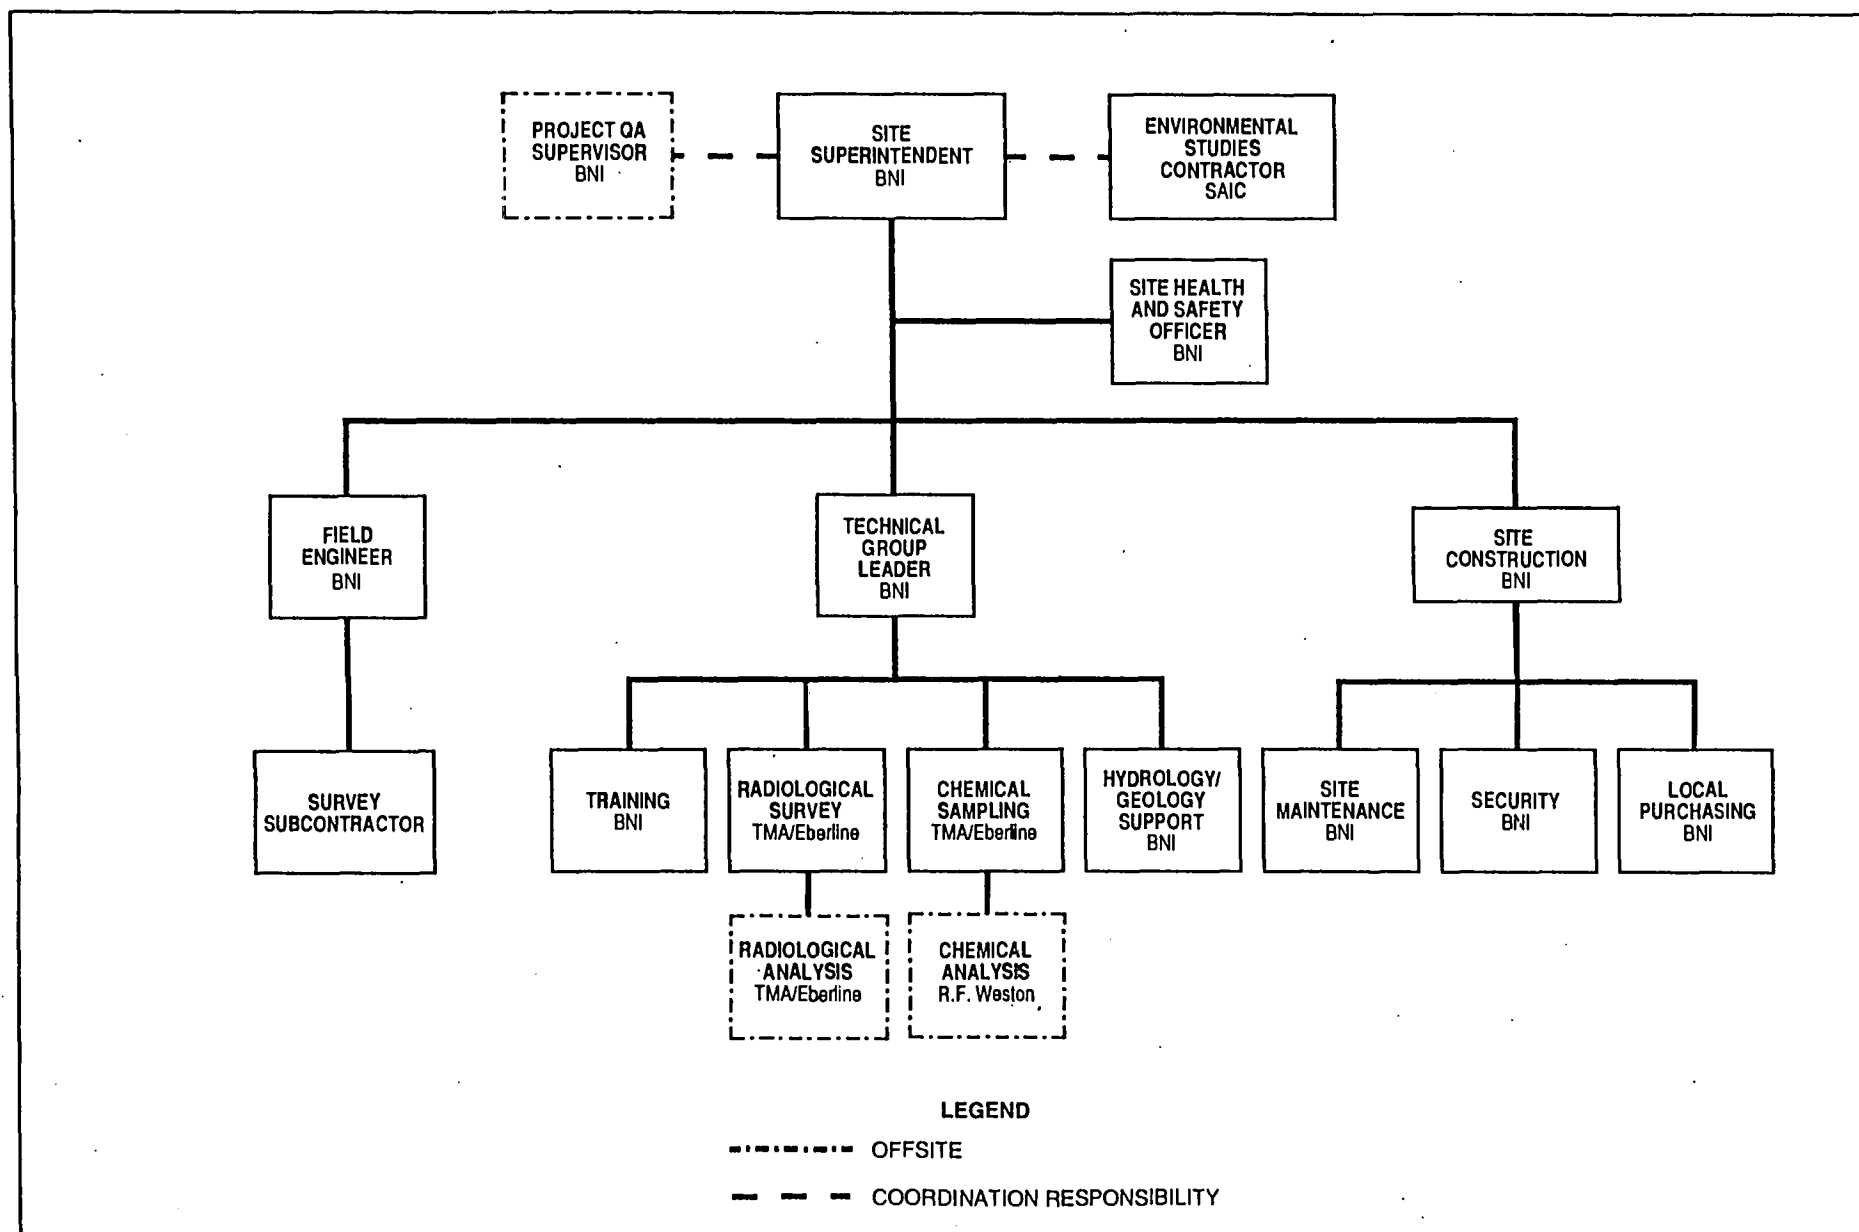 PROJECT QA
SUPERVISOR
BNI
SITE
SUPERINTENDENT
BNI
ENVIRONMENTAL
STUDIES
CONTRACTOR
SAIC
SITE HEALTH
AND SAFETY
OFFICER
BNI
FIELD
ENGINEER
BNI
TECHNICAL
GROUP
LEADER
BNI
SITE
CONSTRUCTION
BNI
SURVEY
SUBCONTRACTOR
TRAINING
BNI
RADIOLOGICAL
SURVEY
TMA/Eberline
CHEMICAL
SAMPLING
TMA/Eberline
HYDROLOGY/
GEOLOGY
SUPPORT
BNI
SITE
MAINTENANCE
BNI
SECURITY
BNI
LOCAL
PURCHASING
BNI
RADIOLOGICAL
ANALYSIS
TMA/Eberline
CHEMICAL
ANALYSIS
R.F. Weston
LEGEND
OFFSITE
COORDINATION RESPONSIBILITY